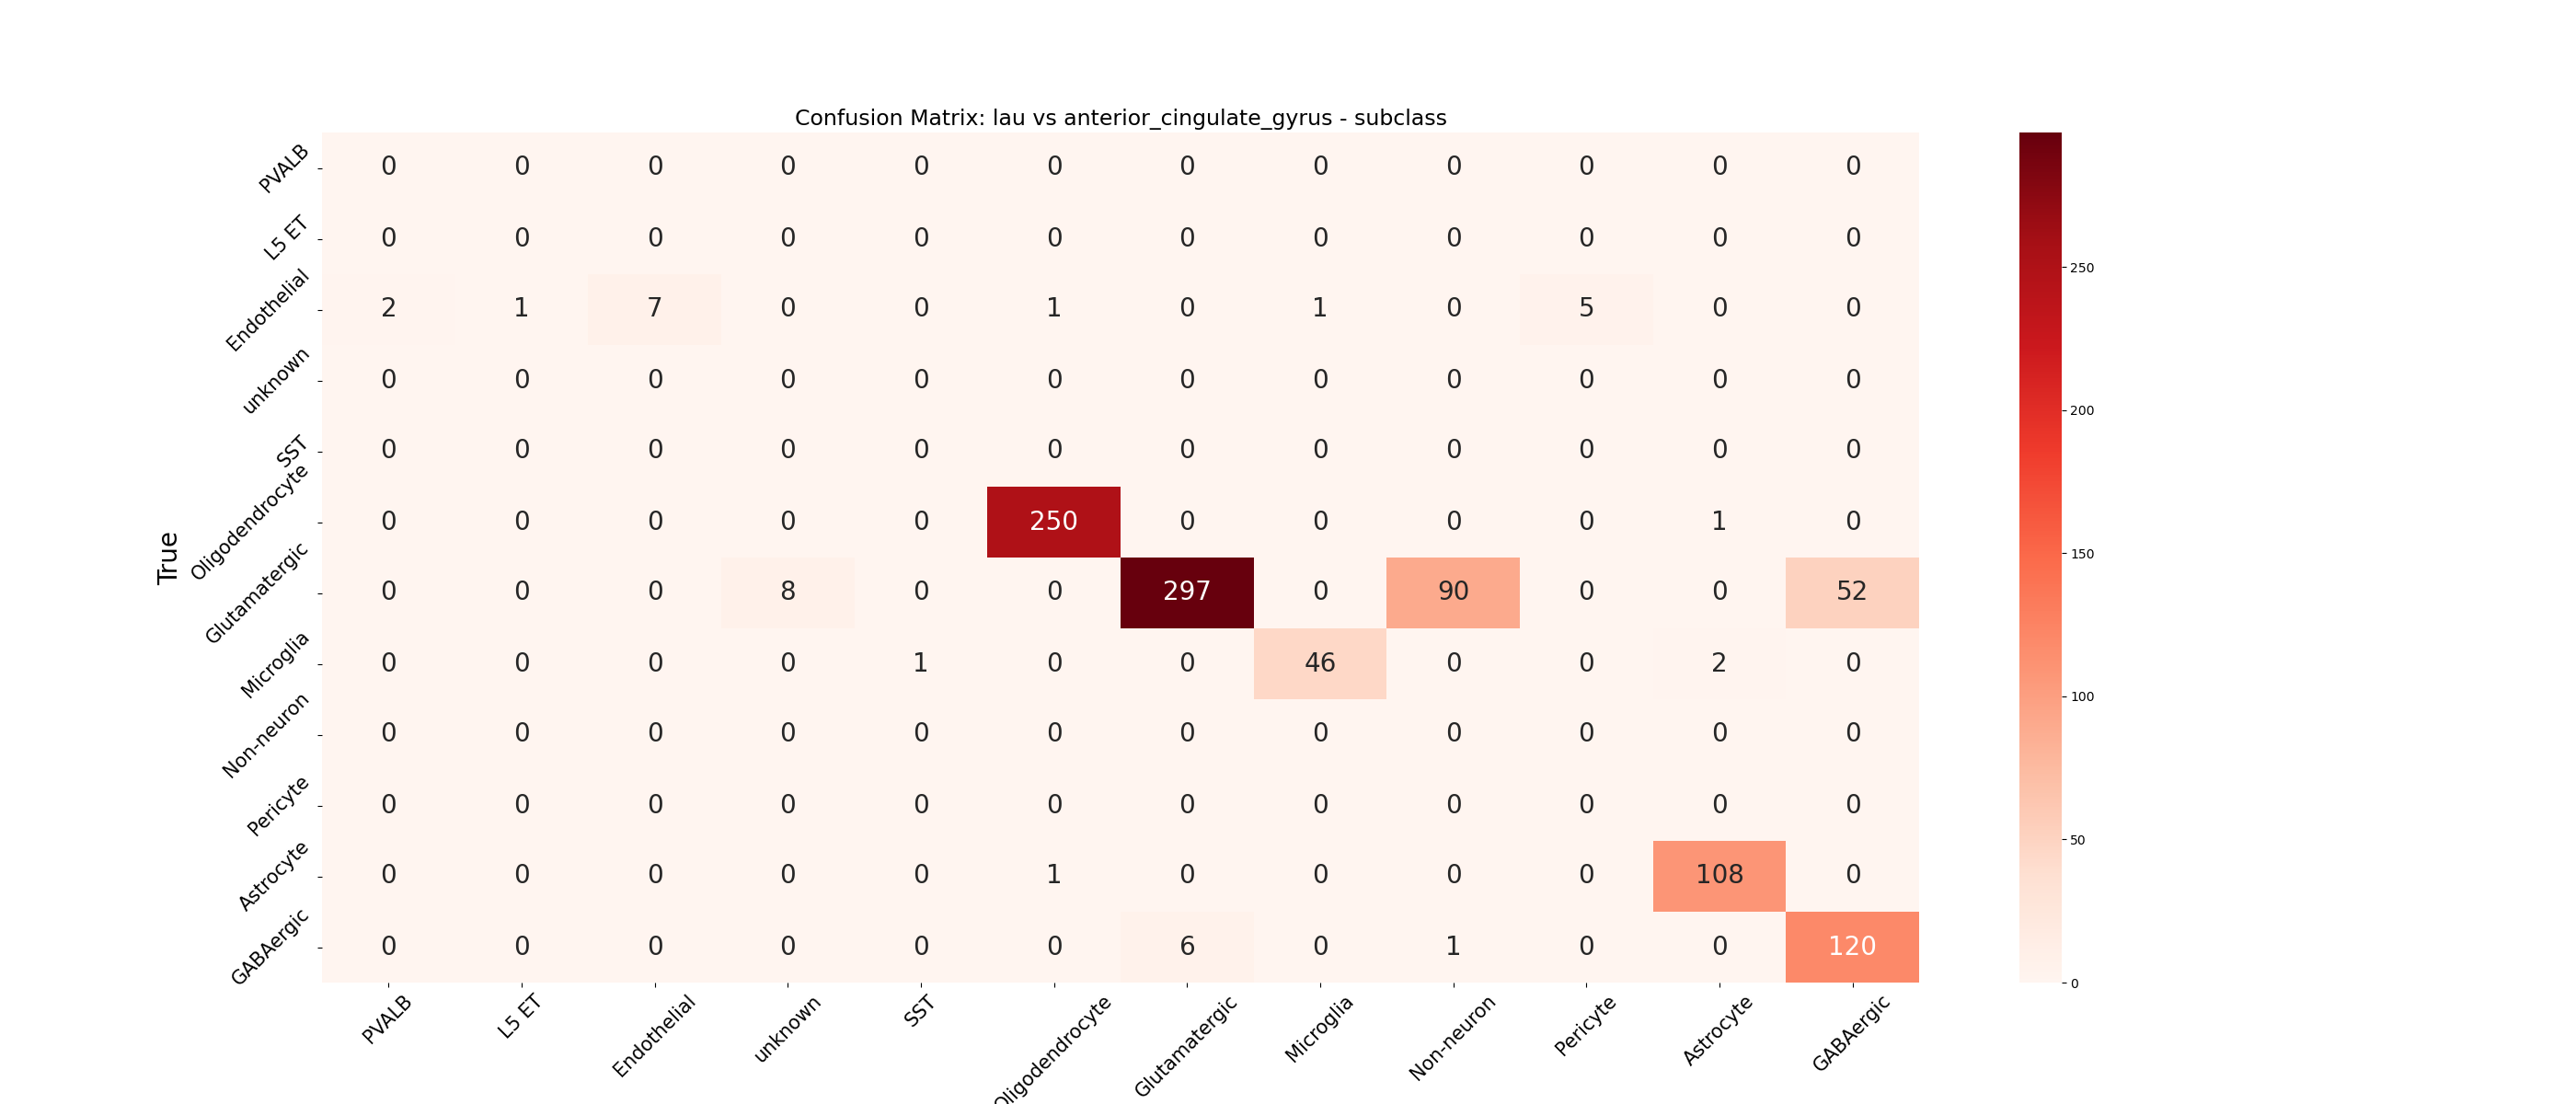 Confusion Matrix: lau vs anterior_cingulate_gyrus - subclass
PVALB 0 0 0 0 0 0 0 0 0 0 0 0
L5 ET 0 0 0 0 0 0 0 0 0 0 0 0
Endothelial 2 1 7 0 0 1 0 1 0 5 0 0
unknown 0 0 0 0 0 0 0 0 0 0 0 0
SST 0 0 0 0 0 0 0 0 0 0 0 0
Oligodendrocyte 0 0 0 0 0 250 0 0 0 0 1 0
Glutamatergic 0 0 0 8 0 0 297 0 90 0 0 52
Microglia 0 0 0 0 1 0 0 46 0 0 2 0
Non-neuron 0 0 0 0 0 0 0 0 0 0 0 0
Pericyte 0 0 0 0 0 0 0 0 0 0 0 0
Astrocyte 0 0 0 0 0 1 0 0 0 0 108 0
GABAergic 0 0 0 0 0 0 6 0 1 0 0 120
True
PVALB L5 ET Endothelial unknown SST Oligodendrocyte Glutamatergic Microglia Non-neuron Pericyte Astrocyte GABAergic
250
200
150
100
50
0